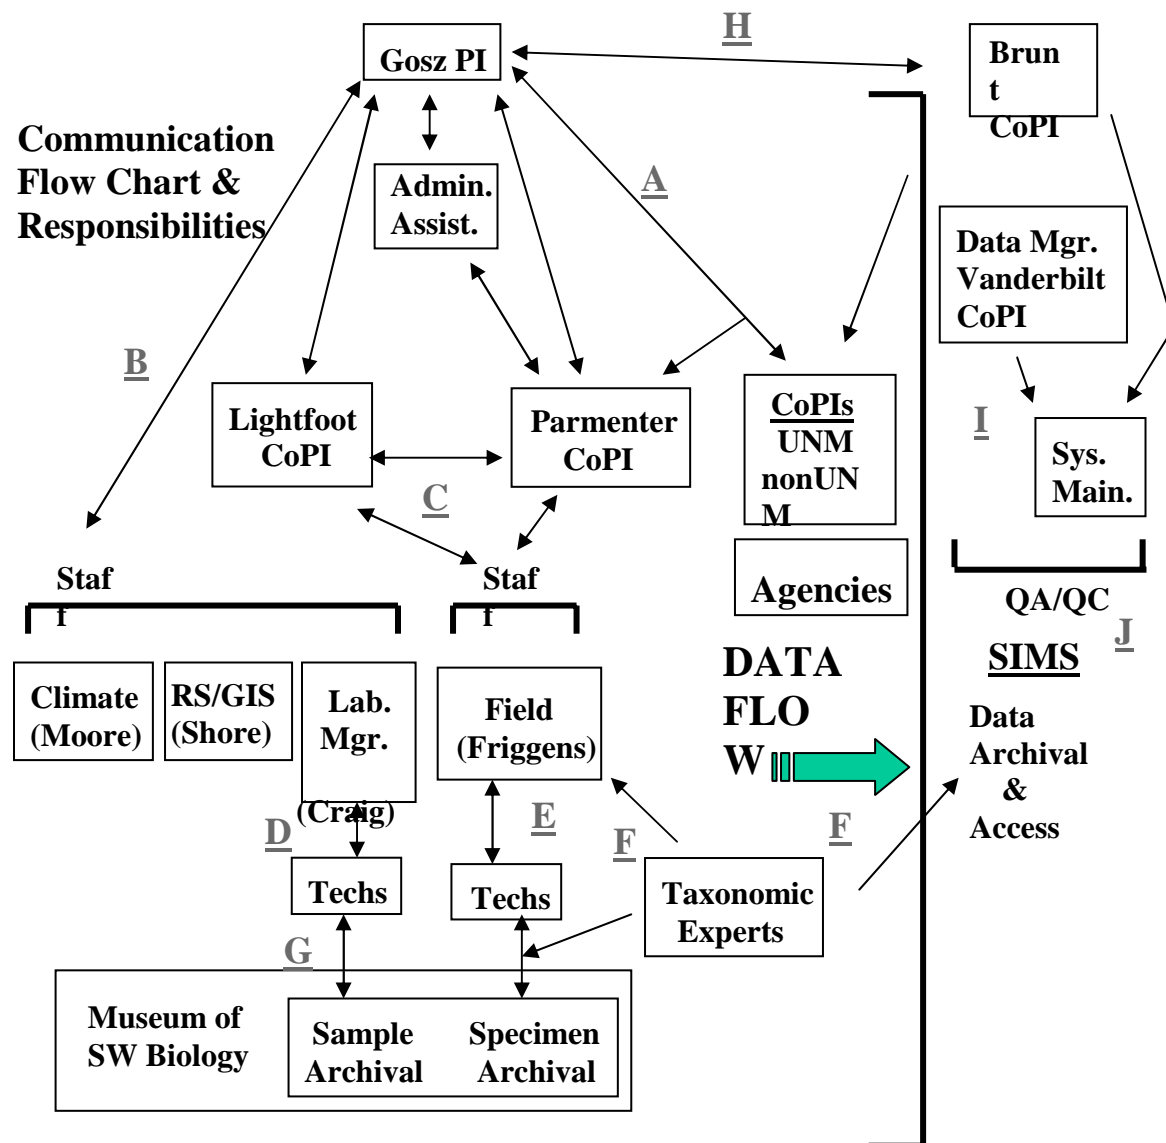 H
Gosz PI
Brun
t
CoPI
Communication
Flow Chart &
Responsibilities
Admin.
Assist.
A
Data Mgr.
Vanderbilt
CoPI
B
Lightfoot
CoPI
Parmenter
CoPI
CoPIs
UNM
nonUN
M
I
Sys.
Main.
C
Staf
f
Staf
f
Agencies
QA/QC
J
SIMS
Climate
(Moore)
RS/GIS
(Shore)
Lab.
Mgr.
(Craig)
Field
(Friggens)
DATA
FLO
W
Data
Archival
&
Access
D
E
F
F
Techs
Techs
Taxonomic
Experts
G
Museum of
SW Biology
Sample
Archival
Specimen
Archival